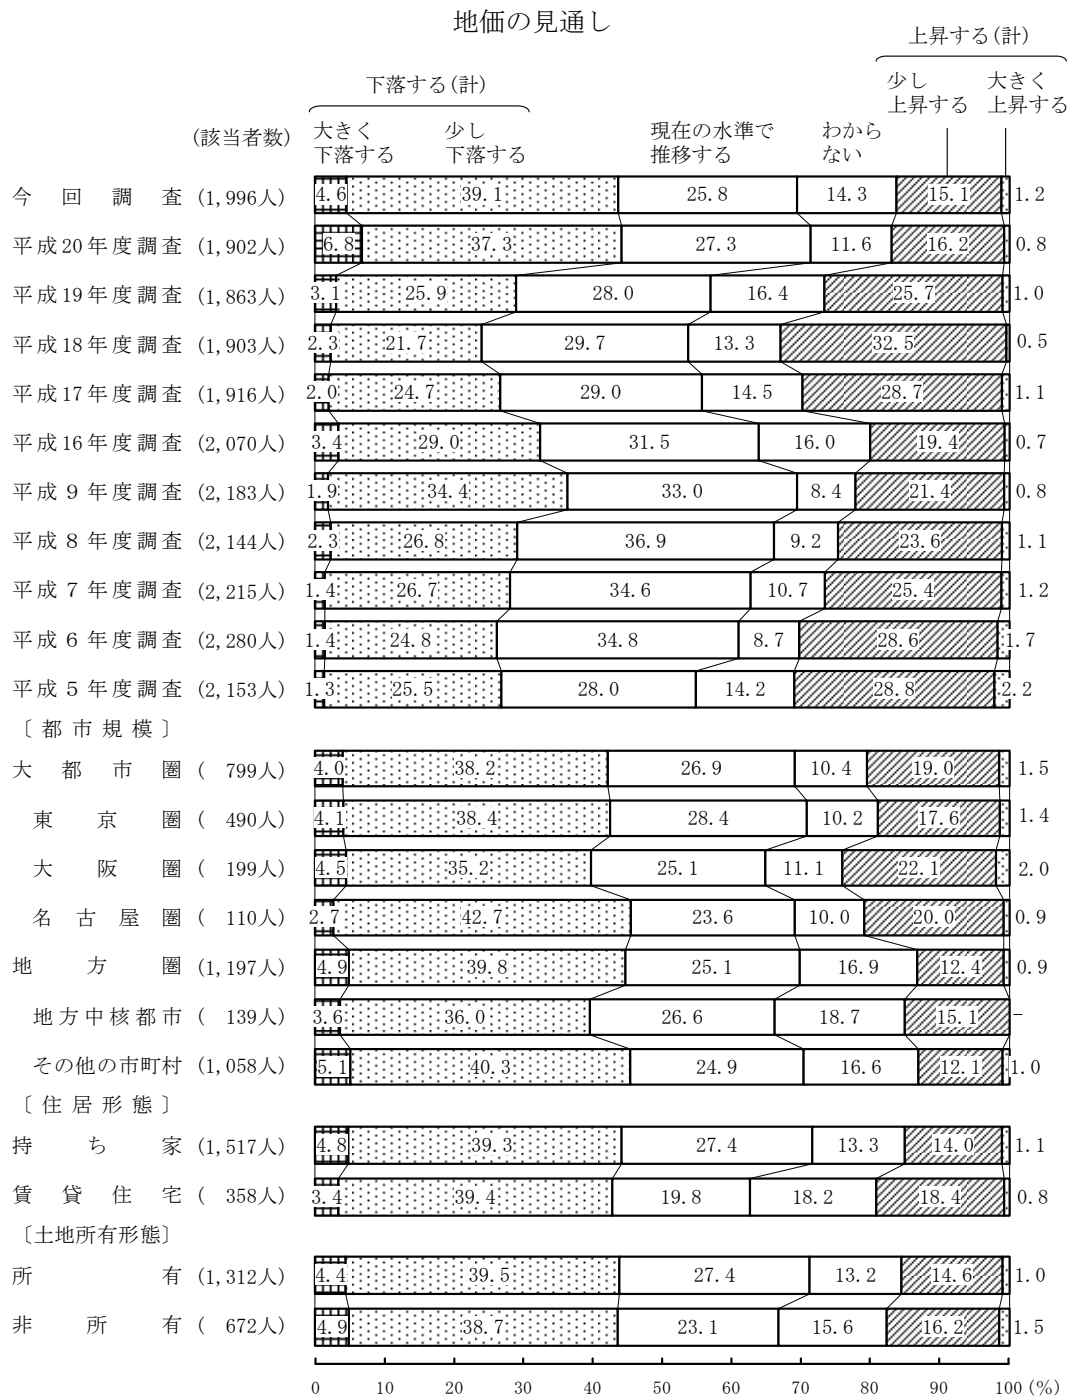 地価の見通し
上昇する(計)
下落する(計)
少し
上昇する
大きく
上昇する
(該当者数)
大きく
下落する
少し
下落する
現在の水準で
推移する
わから
ない
今回調査 (1,996人) 4.6 39.1 25.8 14.3 15.1 1.2
平成20年度調査 (1,902人) 6.8 37.3 27.3 11.6 16.2 0.8
平成19年度調査 (1,863人) 3.1 25.9 28.0 16.4 25.7 1.0
平成18年度調査 (1,903人) 2.3 21.7 29.7 13.3 32.5 0.5
平成17年度調査 (1,916人) 2.0 24.7 29.0 14.5 28.7 1.1
平成16年度調査 (2,070人) 3.4 29.0 31.5 16.0 19.4 0.7
平成9年度調査 (2,183人) 1.9 34.4 33.0 8.4 21.4 0.8
平成8年度調査 (2,144人) 2.3 26.8 36.9 9.2 23.6 1.1
平成7年度調査 (2,215人) 1.4 26.7 34.6 10.7 25.4 1.2
平成6年度調査 (2,280人) 1.4 24.8 34.8 8.7 28.6 1.7
平成5年度調査 (2,153人) 1.3 25.5 28.0 14.2 28.8 2.2
〔都市規模〕
大都市圏 ( 799人) 4.0 38.2 26.9 10.4 19.0 1.5
東京圏 ( 490人) 4.1 38.4 28.4 10.2 17.6 1.4
大阪圏 ( 199人) 4.5 35.2 25.1 11.1 22.1 2.0
名古屋圏 ( 110人) 2.7 42.7 23.6 10.0 20.0 0.9
地方圏 (1,197人) 4.9 39.8 25.1 16.9 12.4 0.9
地方中核都市 ( 139人) 3.6 36.0 26.6 18.7 15.1 −
その他の市町村 (1,058人) 5.1 40.3 24.9 16.6 12.1 1.0
〔住居形態〕
持ち家 (1,517人) 4.8 39.3 27.4 13.3 14.0 1.1
賃貸住宅 ( 358人) 3.4 39.4 19.8 18.2 18.4 0.8
〔土地所有形態〕
所有 (1,312人) 4.4 39.5 27.4 13.2 14.6 1.0
非所有 ( 672人) 4.9 38.7 23.1 15.6 16.2 1.5
0 10 20 30 40 50 60 70 80 90 100 (%)